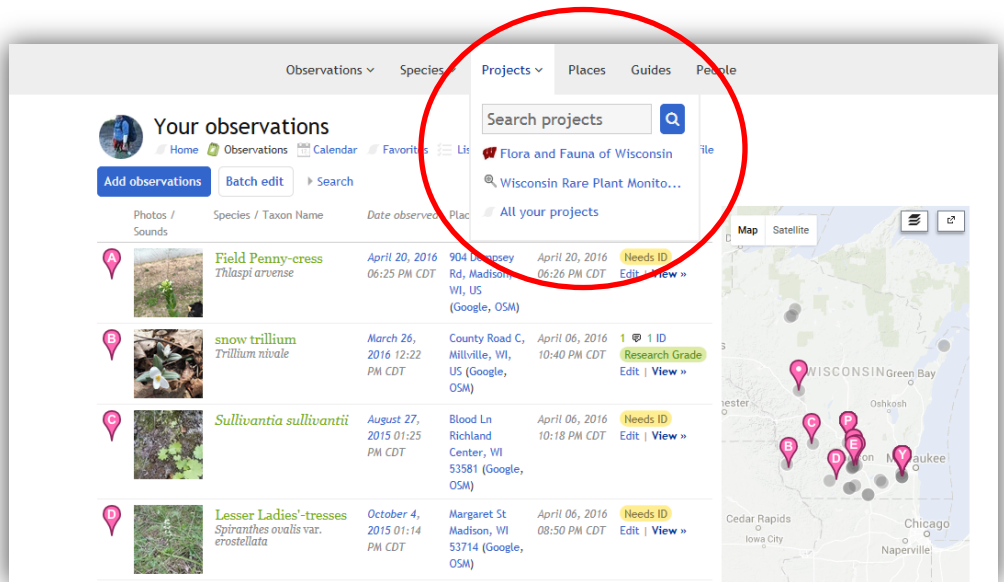 Observations Species Projects Places Guides People
Search projects
Flora and Fauna of Wisconsin
Wisconsin Rare Plant Monito...
All your projects
Your observations
Home Observations Calendar Favorites
Add observations Batch edit Search
Photos / Sounds Species / Taxon Name Date observed
Map Satellite
A
Field Penny-cress
Thlaspi arvense
April 20, 2016
06:25 PM CDT
904 Dempsey
Rd, Madison,
WI, US
(Google, OSM)
April 20, 2016
06:26 PM CDT
Needs ID
Edit | View »
B
snow trillium
Trillium nivale
March 26,
2016 12:22
PM CDT
County Road C,
Millville, WI,
US (Google,
OSM)
April 06, 2016
10:40 PM CDT
1 1 ID
Research Grade
Edit | View »
C
Sullivantia sullivantii
August 27,
2015 01:25
PM CDT
Blood Ln
Richland
Center, WI
53581 (Google,
OSM)
April 06, 2016
10:18 PM CDT
Needs ID
Edit | View »
D
Lesser Ladies'-tresses
Spiranthes ovalis var.
erostellata
October 4,
2015 01:14
PM CDT
Margaret St
Madison, WI
53714 (Google,
OSM)
April 06, 2016
08:50 PM CDT
Needs ID
Edit | View »
WISCONSIN Green Bay
Oshkosh
C P
B E
D Y
Cedar Rapids
Iowa City
Chicago
Naperville